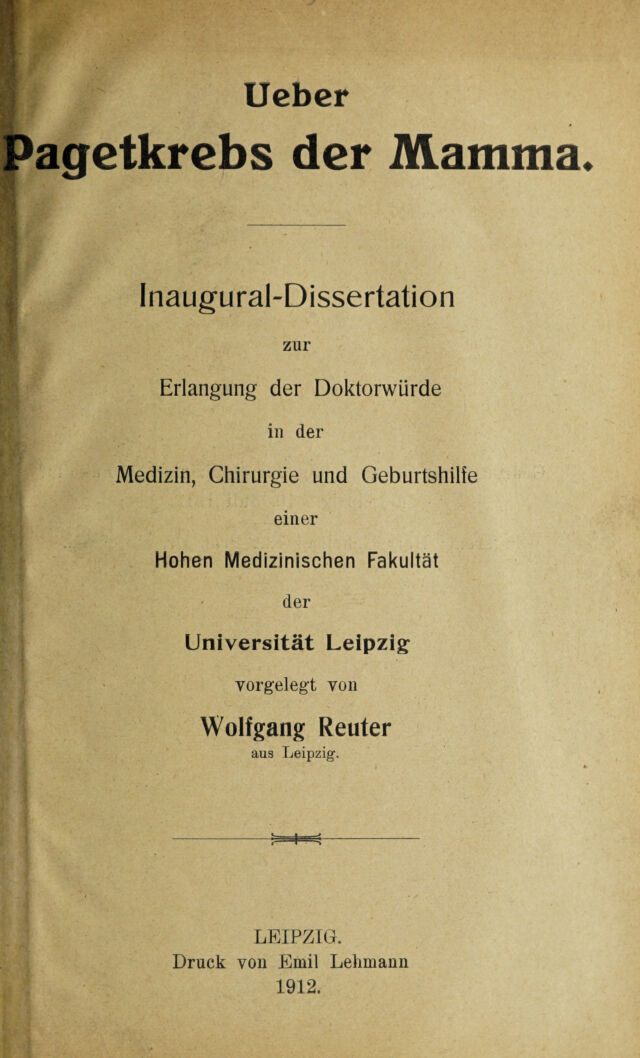 Ueber
Pagetkrebs der Mamma.
Inaugural-Dissertation
zur
Erlangung der Doktorwürde
in der
Medizin, Chirurgie und Geburtshilfe
einer
Hohen Medizinischen Fakultät
der
Universität Leipzig
vorgelegt von
Wolfgang Reuter
aus Leipzig.
LEIPZIG.
Druck von Emil Lehmann
1912.